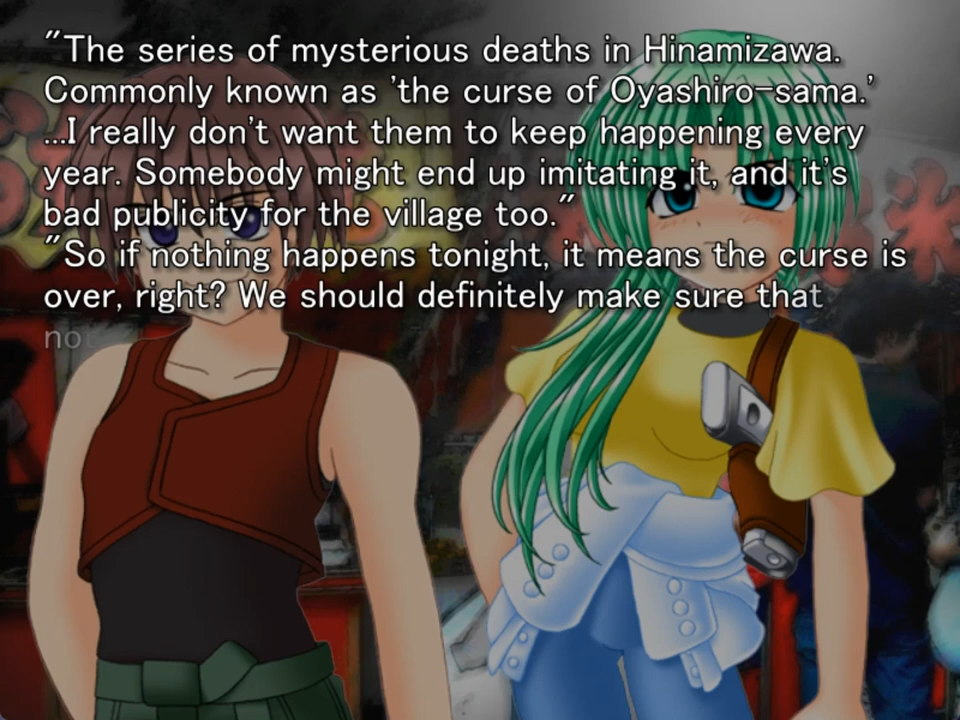 "The series of mysterious deaths in Hinamizawa.
Commonly known as 'the curse of Oyashiro-sama.'
...I really don't want them to keep happening every
year. Somebody might end up imitating it, and it's
bad publicity for the village too."
"So if nothing happens tonight, it means the curse is
over, right? We should definitely make sure that
not